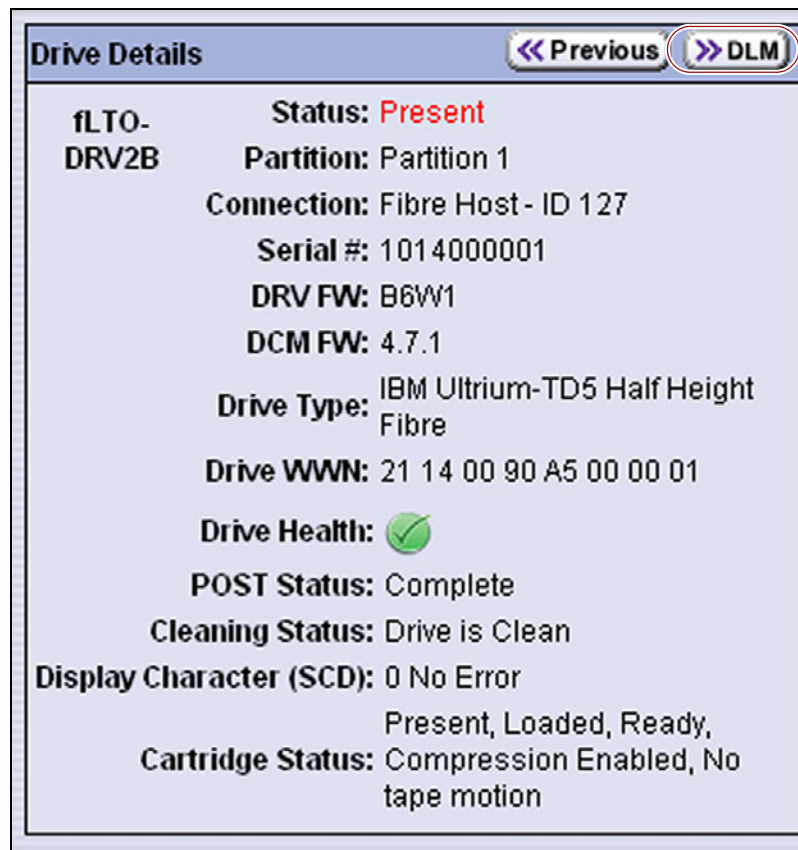 Drive Details
<< Previous
>> DLM
fLTO-
DRV2B
Status: Present
Partition: Partition 1
Connection: Fibre Host - ID 127
Serial #: 1014000001
DRV FW: B6W1
DCM FW: 4.7.1
Drive Type: IBM Ultrium-TD5 Half Height
Fibre
Drive WWN: 21 14 00 90 A5 00 00 01
Drive Health:
POST Status: Complete
Cleaning Status: Drive is Clean
Display Character (SCD): 0 No Error
Cartridge Status: Present, Loaded, Ready,
Compression Enabled, No
tape motion